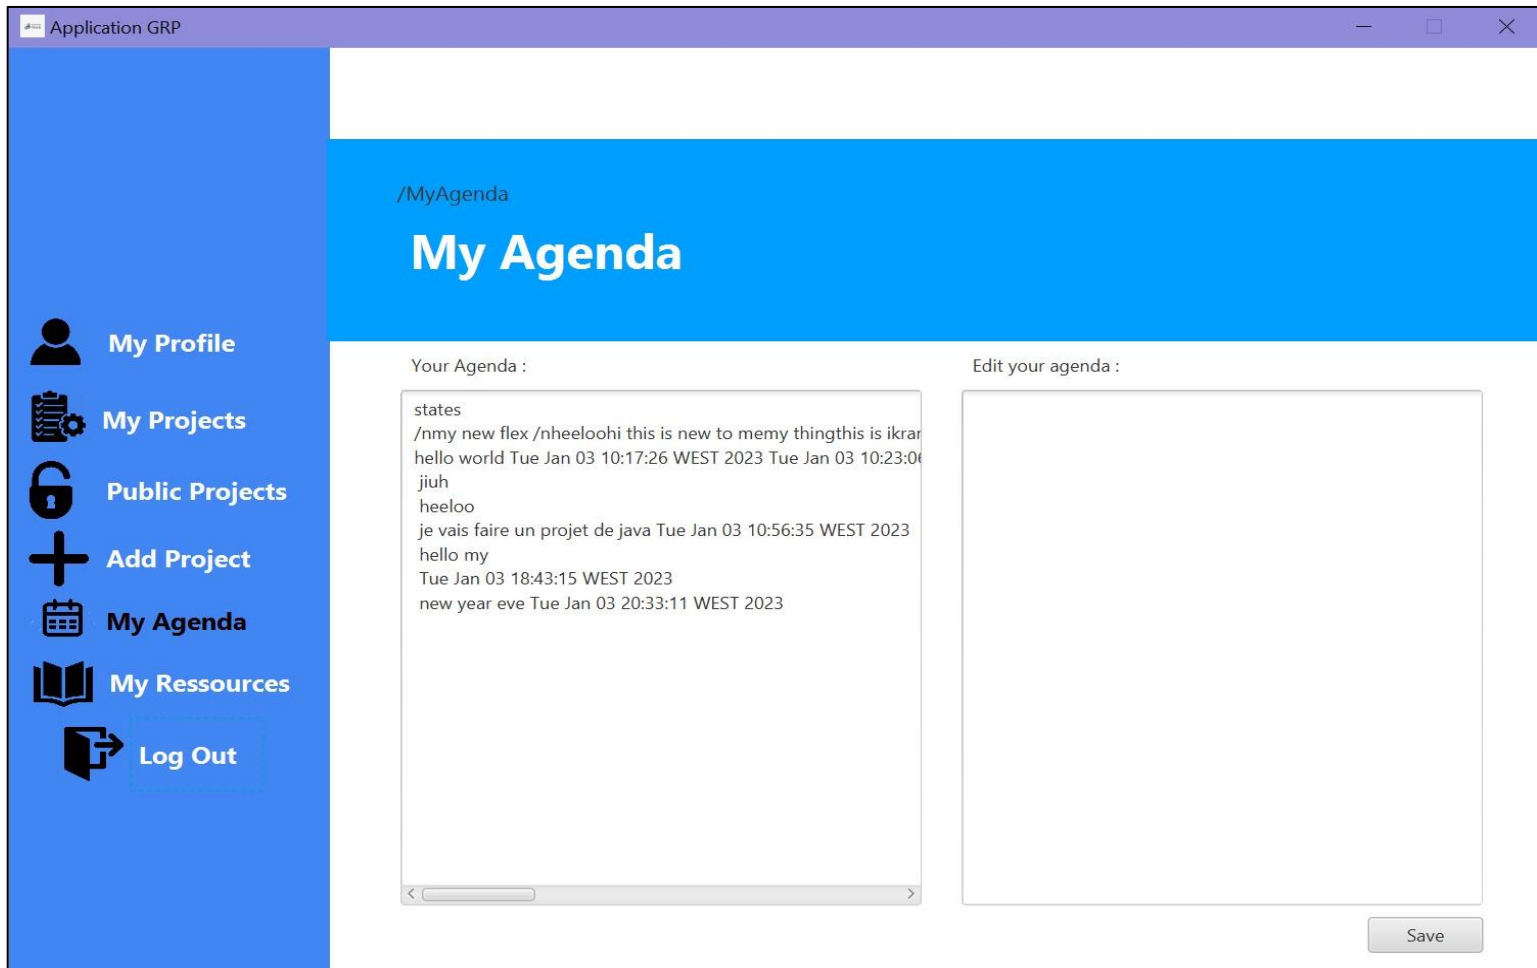 Application GRP
/MyAgenda
My Agenda
My Profile
My Projects
Public Projects
Add Project
My Agenda
My Ressources
Log Out
Your Agenda :
states
/nmy new flex /nheeloohi this is new to memy thingthis is ikrar
hello world Tue Jan 03 10:17:26 WEST 2023 Tue Jan 03 10:23:0
jiuh
heeloo
je vais faire un projet de java Tue Jan 03 10:56:35 WEST 2023
hello my
Tue Jan 03 18:43:15 WEST 2023
new year eve Tue Jan 03 20:33:11 WEST 2023
Edit your agenda :
Save